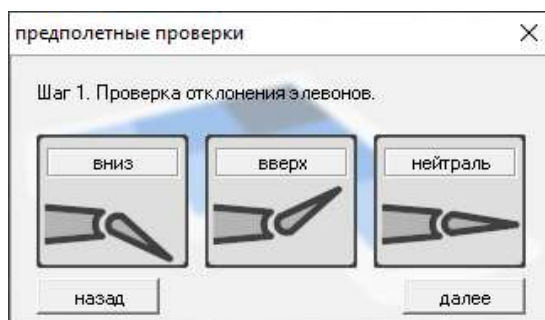 предполетные проверки
Шаг 1. Проверка отклонения элевонов.
вниз вверх нейтраль
назад далее